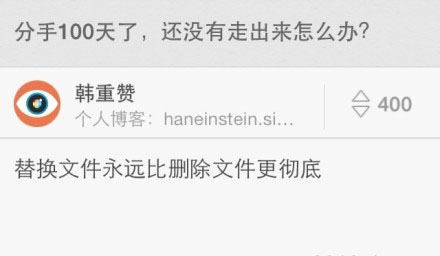 分手100天了，还没有走出来怎么办？
韩重赞
400
个人博客：haneinstein.si...
替换文件永远比删除文件更彻底